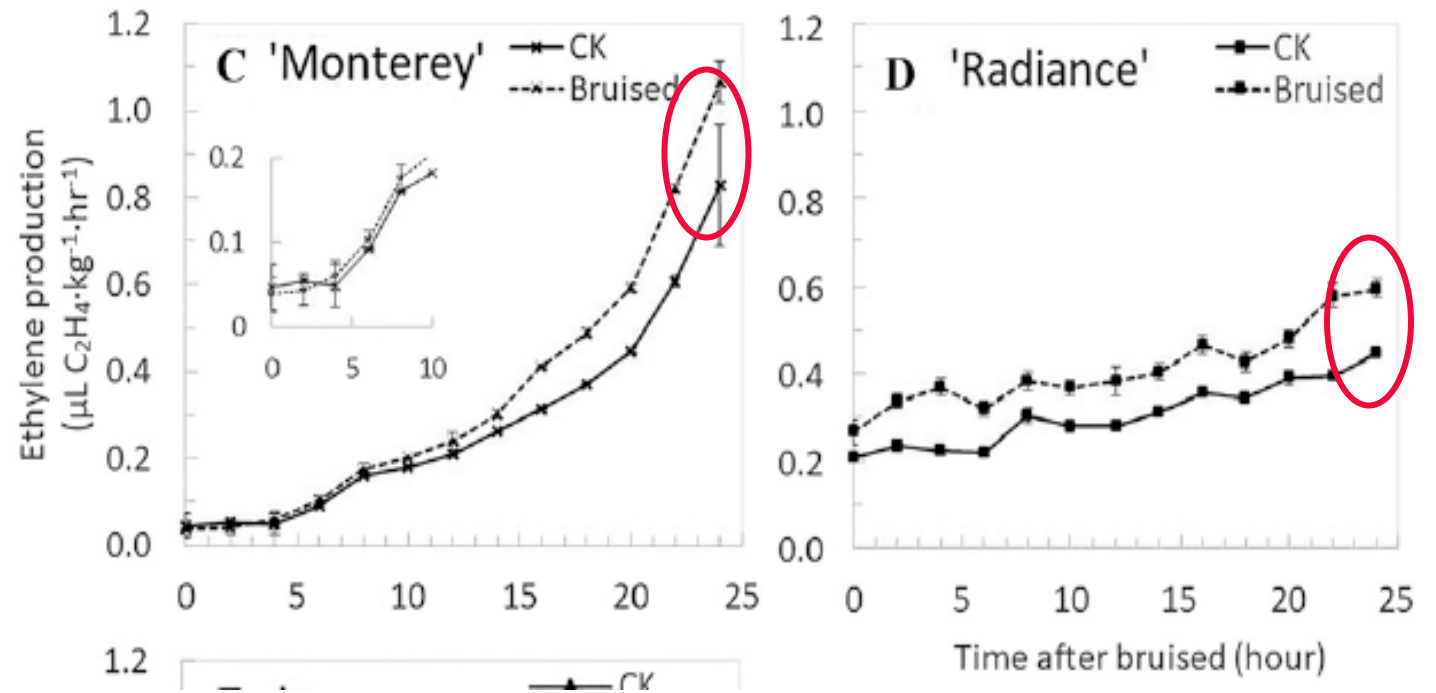 1.2
1.0
0.8
0.6
0.4
0.2
0.0
C 'Monterey'
CK
Bruised
0.2
0.1
0
0 5 10
0 5 10 15 20 25
Ethylene production
(µL C₂H₄·kg⁻¹·hr⁻¹)
1.2
1.0
0.8
0.6
0.4
0.2
0.0
D 'Radiance'
CK
Bruised
0 5 10 15 20 25
Time after bruised (hour)
1.2
CK